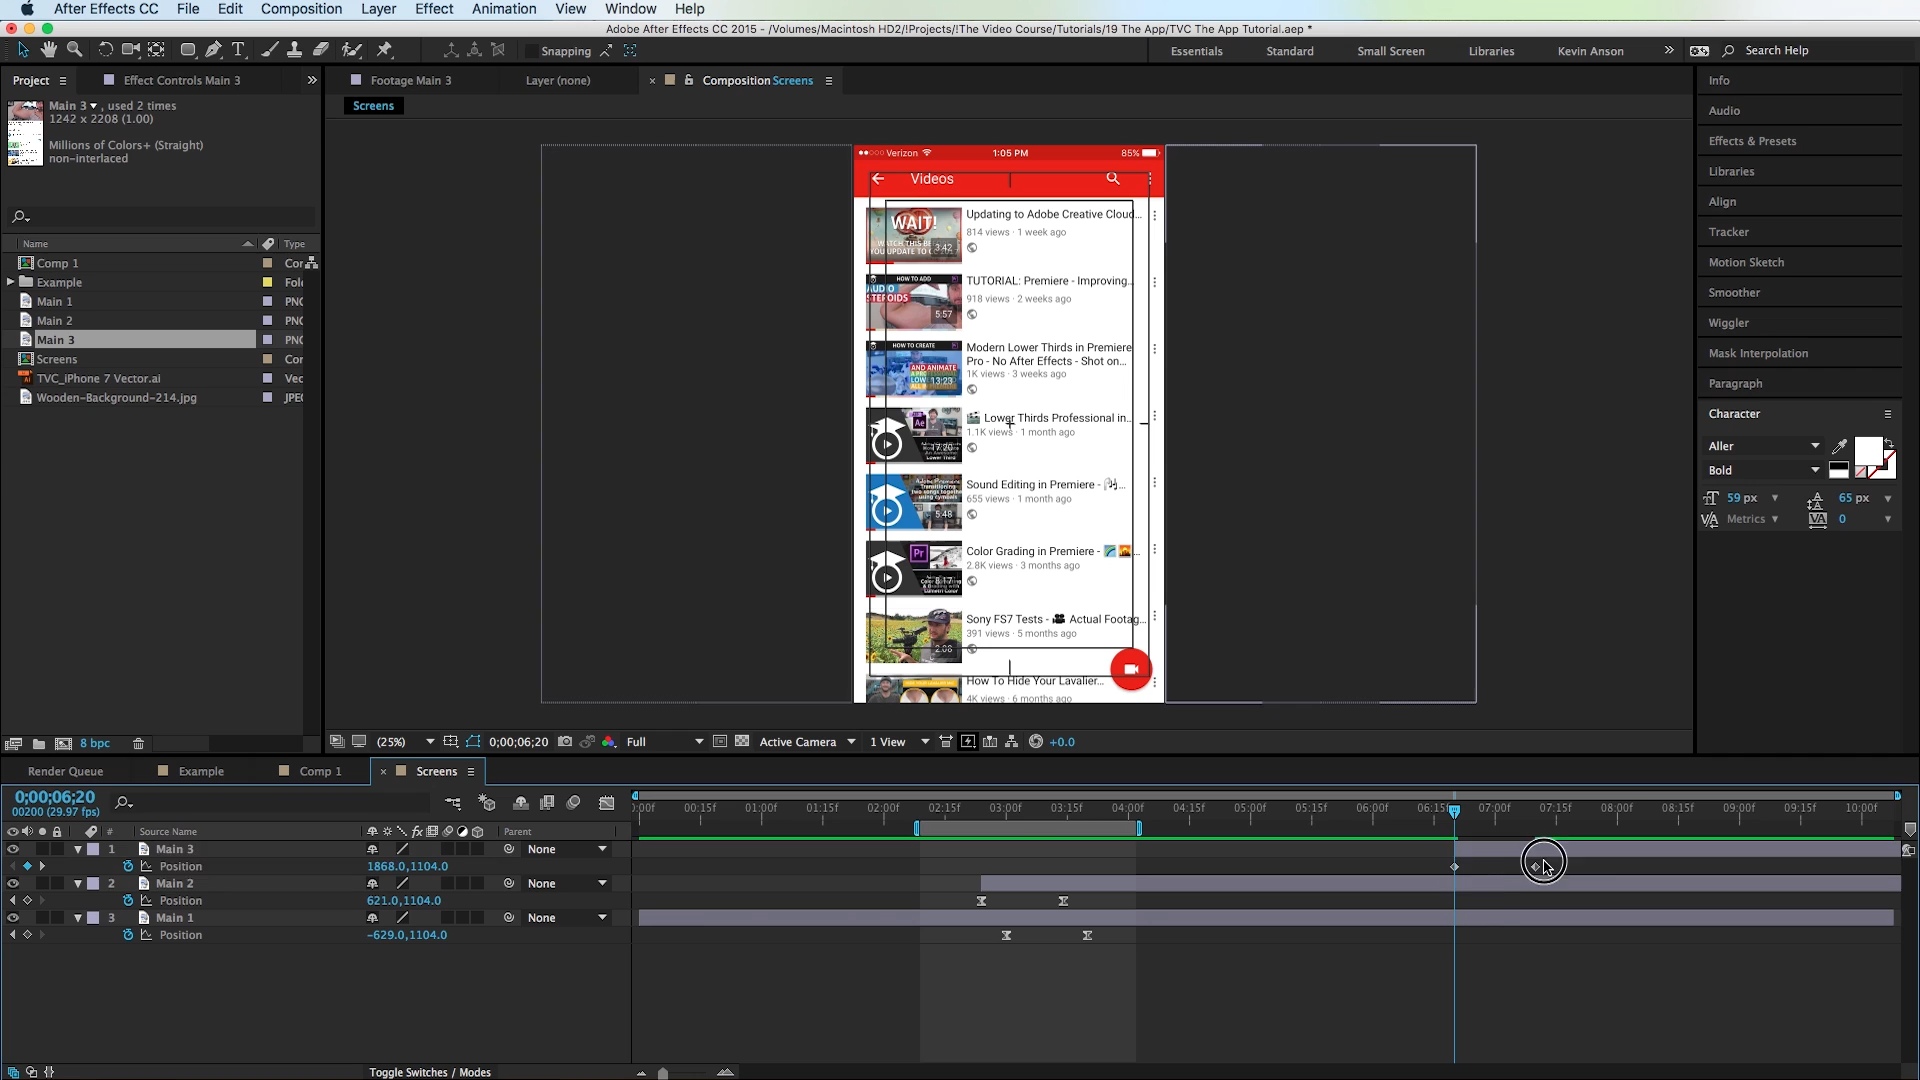 After Effects CC File Edit Composition Layer Effect Animation View Window Help
Adobe After Effects CC 2015 - /Volumes/Macintosh HD2/!Projects/!The Video Course/Tutorials/19 The App/TVC The App Tutorial.aep *
Snapping
Essentials Standard Small Screen Libraries Kevin Anson » Search Help
Project Effect Controls Main 3 »
Footage Main 3 Layer (none) × Composition Screens
Screens
Main 3 , used 2 times
1242 x 2208 (1.00)
Millions of Colors+ (Straight)
non-interlaced
Name Type
Comp 1 Cor
Example Fol
Main 1 PNC
Main 2 PNC
Main 3 PNC
Screens Cor
TVC_iPhone 7 Vector.ai Vec
Wooden-Background-214.jpg JPE
8 bpc
Verizon 1:05 PM 85%
Videos
WAIT!
3:42
Updating to Adobe Creative Cloud...
814 views · 1 week ago
HOW TO ADD
5:57
TUTORIAL: Premiere - Improving...
918 views · 2 weeks ago
HOW TO CREATE
AND ANIMATE
13:23
Modern Lower Thirds in Premiere
Pro - No After Effects - Shot on...
1K views · 3 weeks ago
Ae
17:20
Lower Thirds Professional in...
1.1K views · 1 month ago
5:48
Sound Editing in Premiere - ...
655 views · 1 month ago
Pr
Color Grading in Premiere - ...
2.8K views · 3 months ago
2:08
Sony FS7 Tests - Actual Footag...
391 views · 5 months ago
How To Hide Your Lavalier...
4K views · 6 months ago
(25%) 0;00;06;20 Full Active Camera 1 View +0.0
Info
Audio
Effects & Presets
Libraries
Align
Tracker
Motion Sketch
Smoother
Wiggler
Mask Interpolation
Paragraph
Character
Aller
Bold
59 px 65 px
Metrics 0
Render Queue Example Comp 1 × Screens
0;00;06;20
00200 (29.97 fps)
):00f 00:15f 01:00f 01:15f 02:00f 02:15f 03:00f 03:15f 04:00f 04:15f 05:00f 05:15f 06:00f 06:15f 07:00f 07:15f 08:00f 08:15f 09:00f 09:15f 10:00f
# Source Name fx Parent
1 Main 3 None
Position 1868.0,1104.0
2 Main 2 None
Position 621.0,1104.0
3 Main 1 None
Position -629.0,1104.0
Toggle Switches / Modes